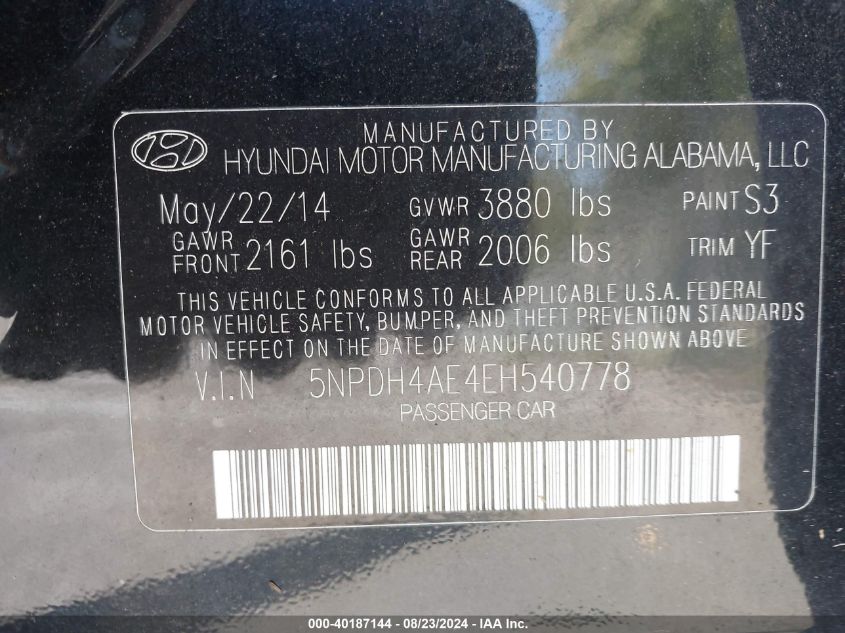 MANUFACTURED BY
HYUNDAI MOTOR MANUFACTURING ALABAMA, LLC
May/22/14 GVWR 3880 lbs PAINT S3
GAWR FRONT 2161 lbs GAWR REAR 2006 lbs TRIM YF
THIS VEHICLE CONFORMS TO ALL APPLICABLE U.S.A. FEDERAL
MOTOR VEHICLE SAFETY, BUMPER, AND THEFT PREVENTION STANDARDS
IN EFFECT ON THE DATE OF MANUFACTURE SHOWN ABOVE
V.I.N 5NPDH4AE4EH540778
PASSENGER CAR
000-40187144 - 08/23/2024 - IAA Inc.